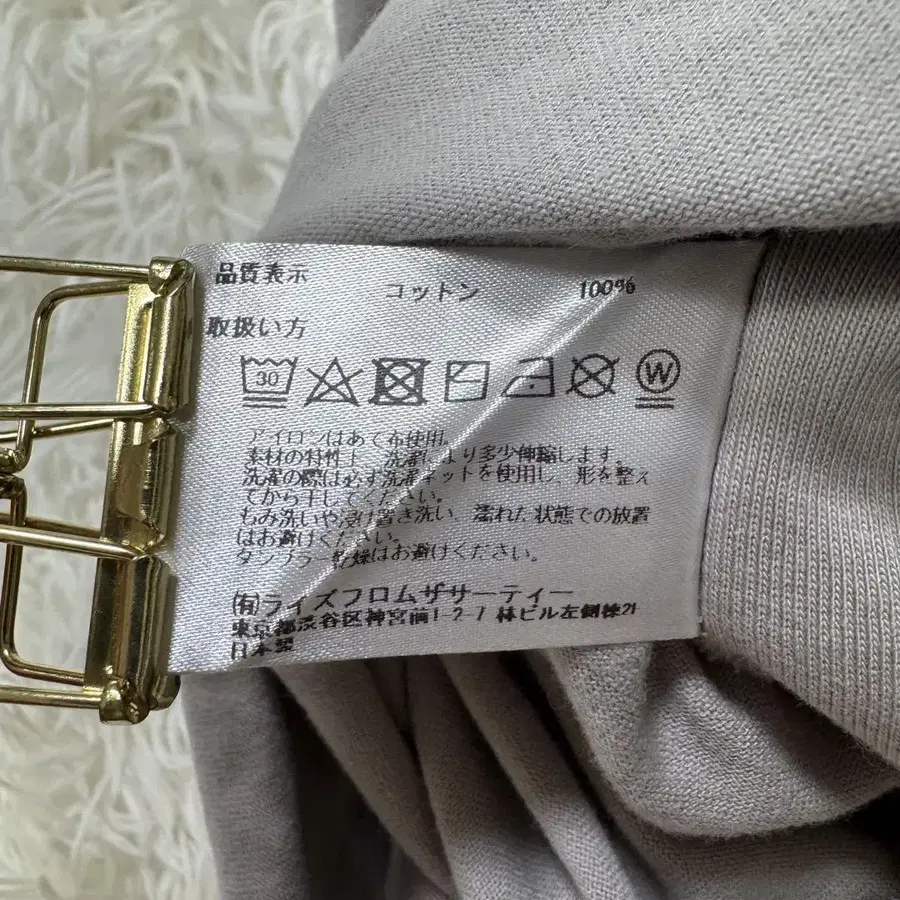 品質表示
コットン 100%
取扱い方
30 W
アイロンはあて布使用。
素材の特性上、洗濯により多少伸縮します。
洗濯の際は必ず洗濯ネットを使用し、形を整え
てから干してください。
もみ洗いや浸け置き洗い、濡れた状態での放置
はお避けください。
タンブラー乾燥はお避けください。
(有)ライズフロムザサーティー
東京都渋谷区神宮前1-2-7 林ビル左側棟2F
日本製